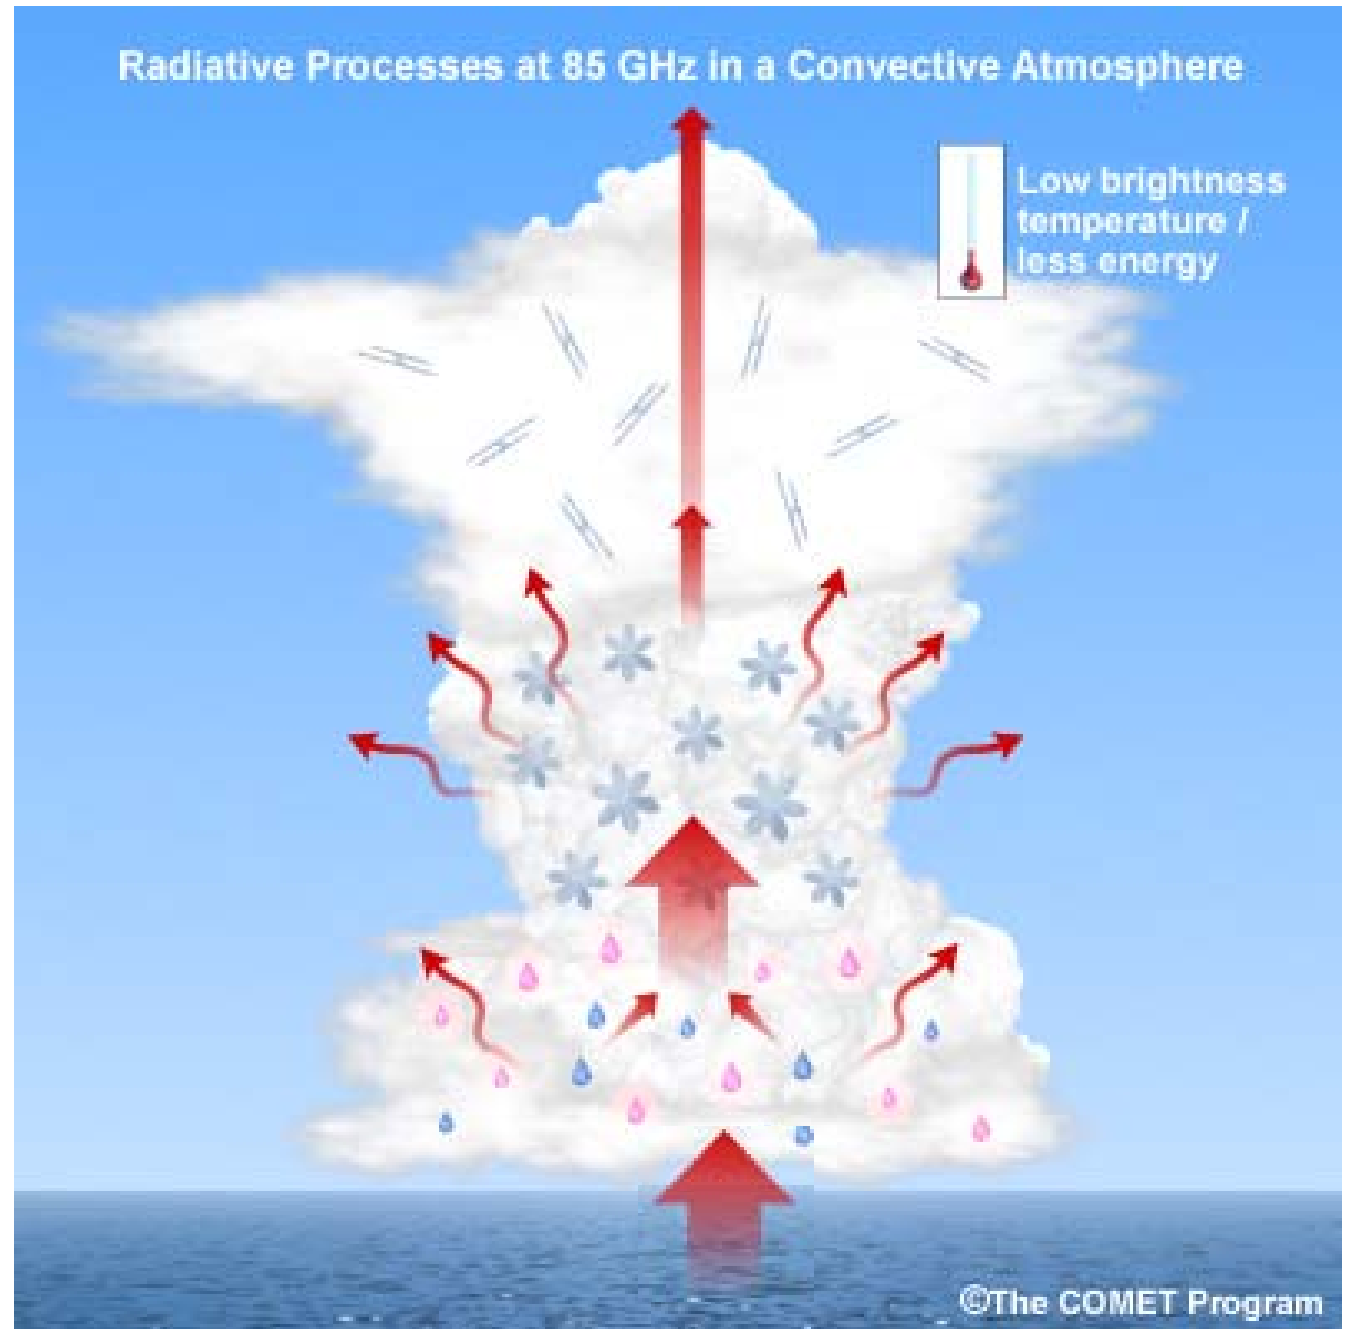 Radiative Processes at 85 GHz in a Convective Atmosphere
Low brightness
temperature /
less energy
©The COMET Program